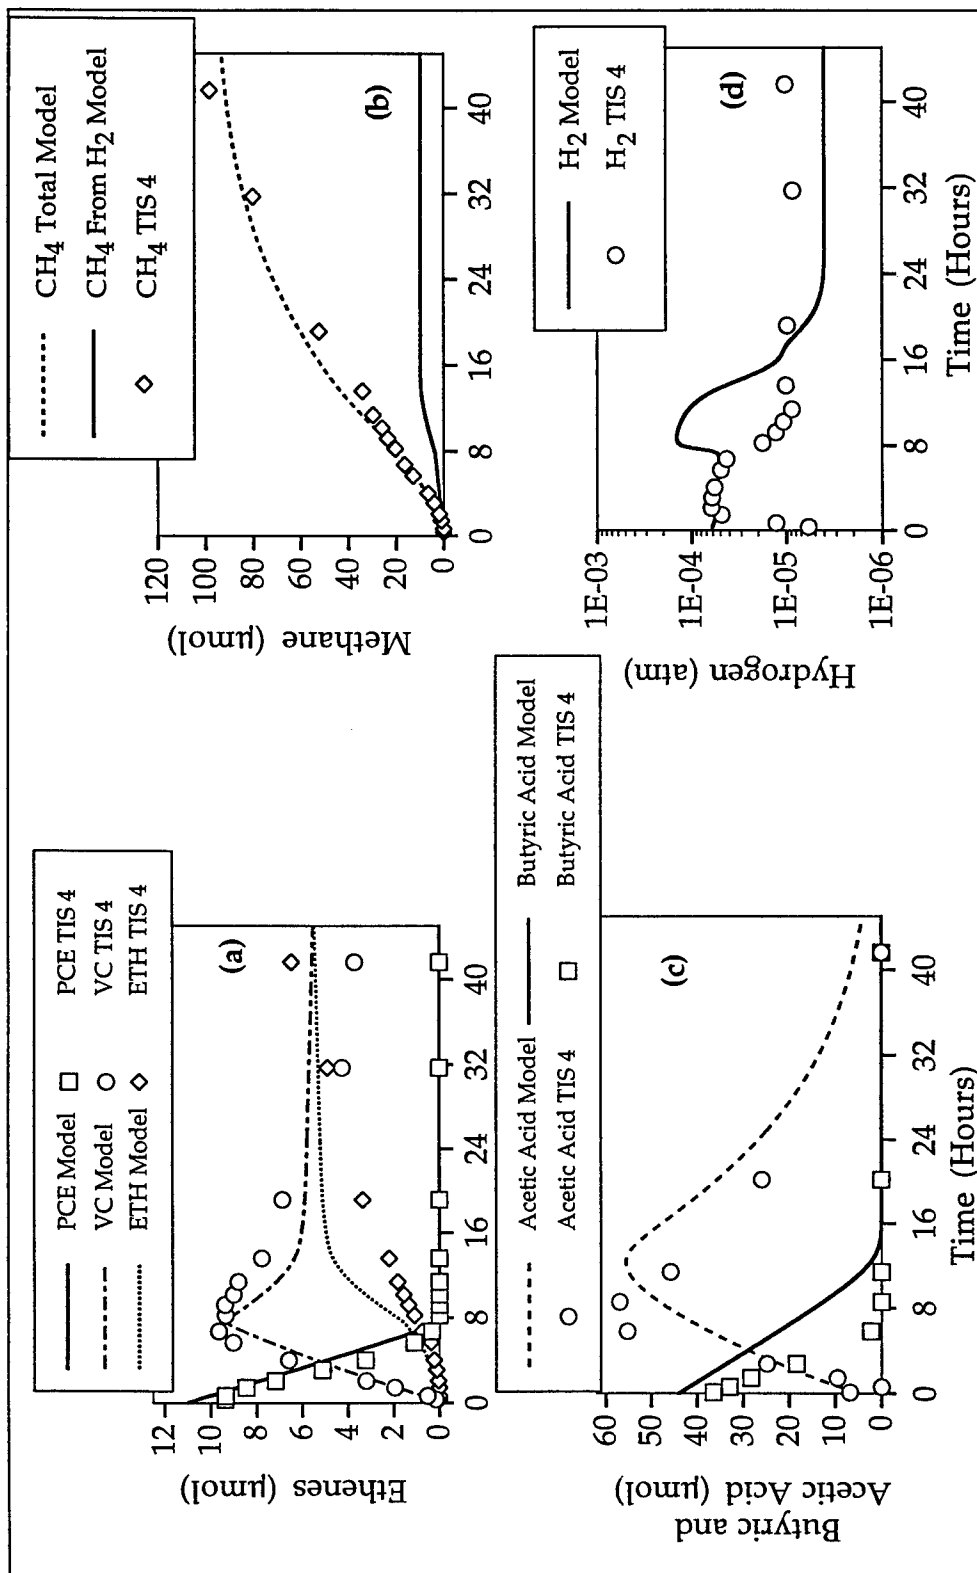 PCE Model PCE TIS 4
VC Model VC TIS 4
ETH Model ETH TIS 4
(a)
Ethenes (µmol)
12
10
8
6
4
2
0
0 8 16 24 32 40
CH4 Total Model
CH4 From H2 Model
CH4 TIS 4
(b)
Methane (µmol)
120
100
80
60
40
20
0
0 8 16 24 32 40
Acetic Acid Model Butyric Acid Model
Acetic Acid TIS 4 Butyric Acid TIS 4
(c)
Butyric and
Acetic Acid (µmol)
60
50
40
30
20
10
0
0 8 16 24 32 40
Time (Hours)
H2 Model
H2 TIS 4
(d)
Hydrogen (atm)
1E-03
1E-04
1E-05
1E-06
0 8 16 24 32 40
Time (Hours)